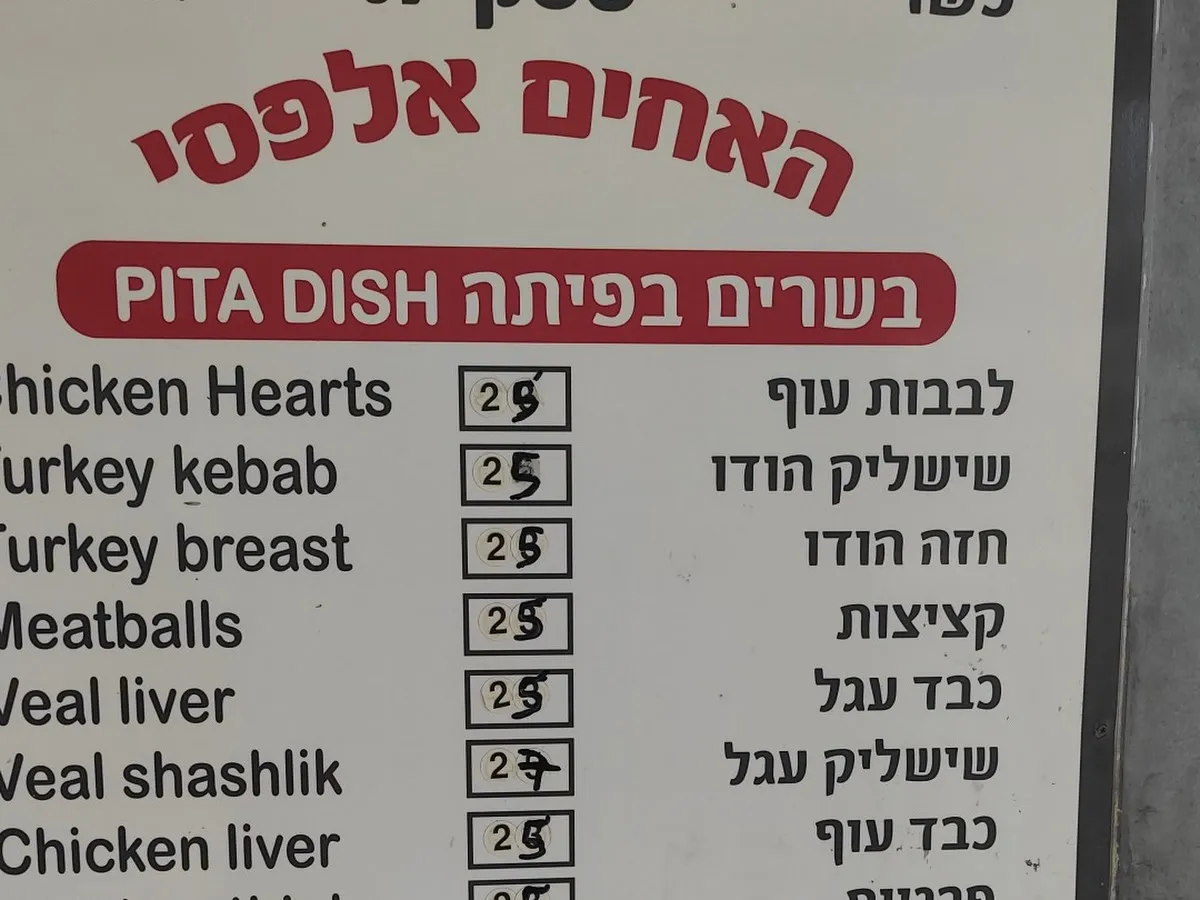 האחים אלפסי
בשרים בפיתה PITA DISH
Chicken Hearts 25 לבבות עוף
Turkey kebab 25 שישליק הודו
Turkey breast 25 חזה הודו
Meatballs 25 קציצות
Veal liver 25 כבד עגל
Veal shashlik 27 שישליק עגל
Chicken liver 25 כבד עוף